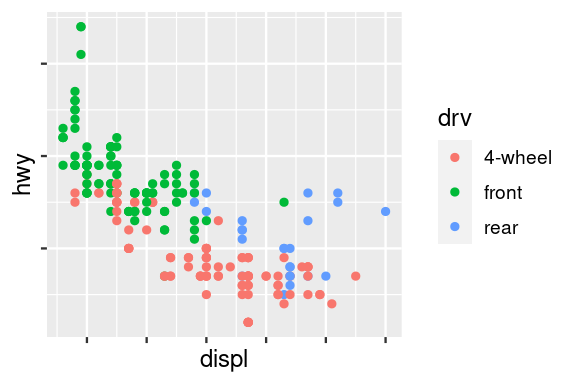 hwy
displ
drv
4-wheel
front
rear